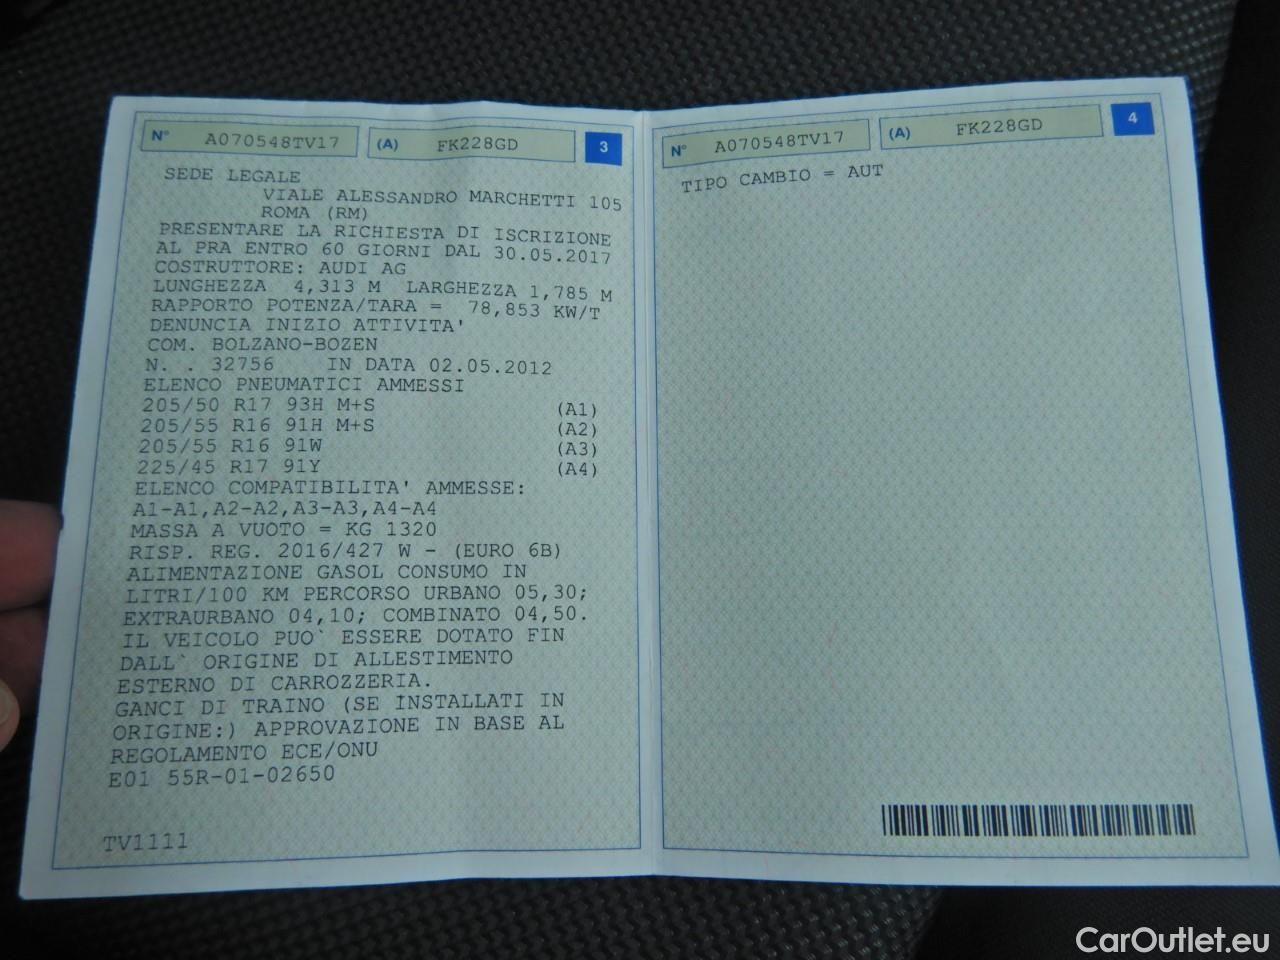 N° A070548TV17 (A) FK228GD 3
SEDE LEGALE
VIALE ALESSANDRO MARCHETTI 105
ROMA (RM)
PRESENTARE LA RICHIESTA DI ISCRIZIONE
AL PRA ENTRO 60 GIORNI DAL 30.05.2017
COSTRUTTORE: AUDI AG
LUNGHEZZA 4,313 M LARGHEZZA 1,785 M
RAPPORTO POTENZA/TARA = 78,853 KW/T
DENUNCIA INIZIO ATTIVITA'
COM. BOLZANO-BOZEN
N. . 32756 IN DATA 02.05.2012
ELENCO PNEUMATICI AMMESSI
205/50 R17 93H M+S (A1)
205/55 R16 91H M+S (A2)
205/55 R16 91W (A3)
225/45 R17 91Y (A4)
ELENCO COMPATIBILITA' AMMESSE:
A1-A1,A2-A2,A3-A3,A4-A4
MASSA A VUOTO = KG 1320
RISP. REG. 2016/427 W - (EURO 6B)
ALIMENTAZIONE GASOL CONSUMO IN
LITRI/100 KM PERCORSO URBANO 05,30;
EXTRAURBANO 04,10; COMBINATO 04,50.
IL VEICOLO PUO` ESSERE DOTATO FIN
DALL` ORIGINE DI ALLESTIMENTO
ESTERNO DI CARROZZERIA.
GANCI DI TRAINO (SE INSTALLATI IN
ORIGINE:) APPROVAZIONE IN BASE AL
REGOLAMENTO ECE/ONU
E01 55R-01-02650
TV1111
N° A070548TV17 (A) FK228GD 4
TIPO CAMBIO = AUT
CarOutlet.eu